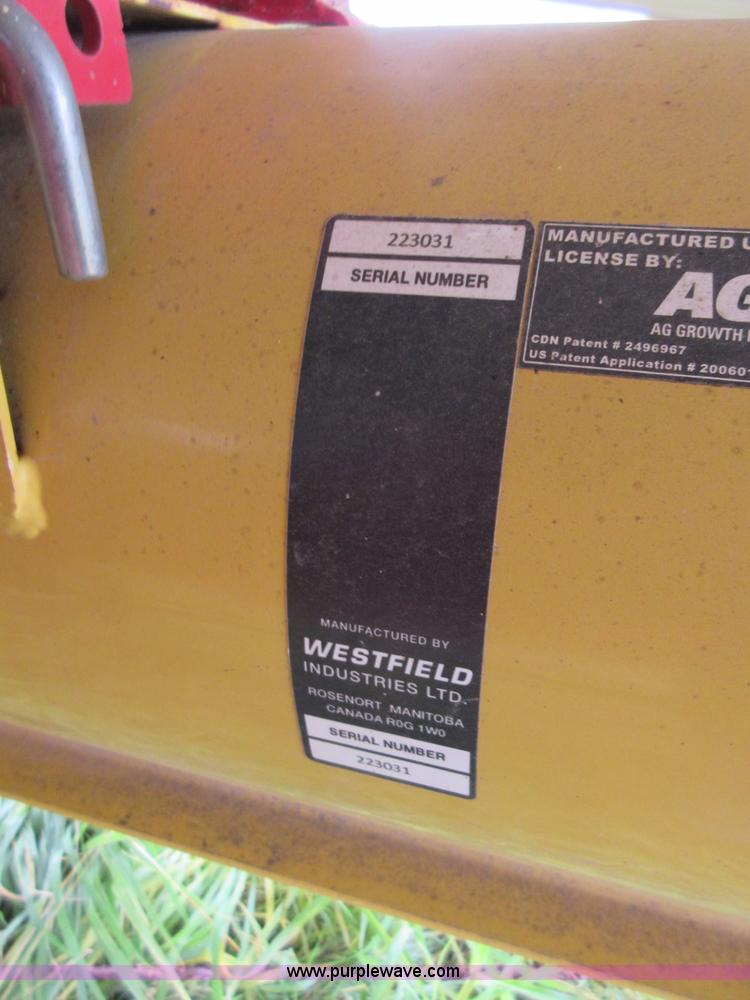 223031
SERIAL NUMBER
MANUFACTURED BY
WESTFIELD
INDUSTRIES LTD.
ROSENORT MANITOBA
CANADA R0G 1W0
SERIAL NUMBER
223031
MANUFACTURED
LICENSE BY:
AG
AG GROWTH
CDN Patent # 2496967
US Patent Application # 20060
www.purplewave.com